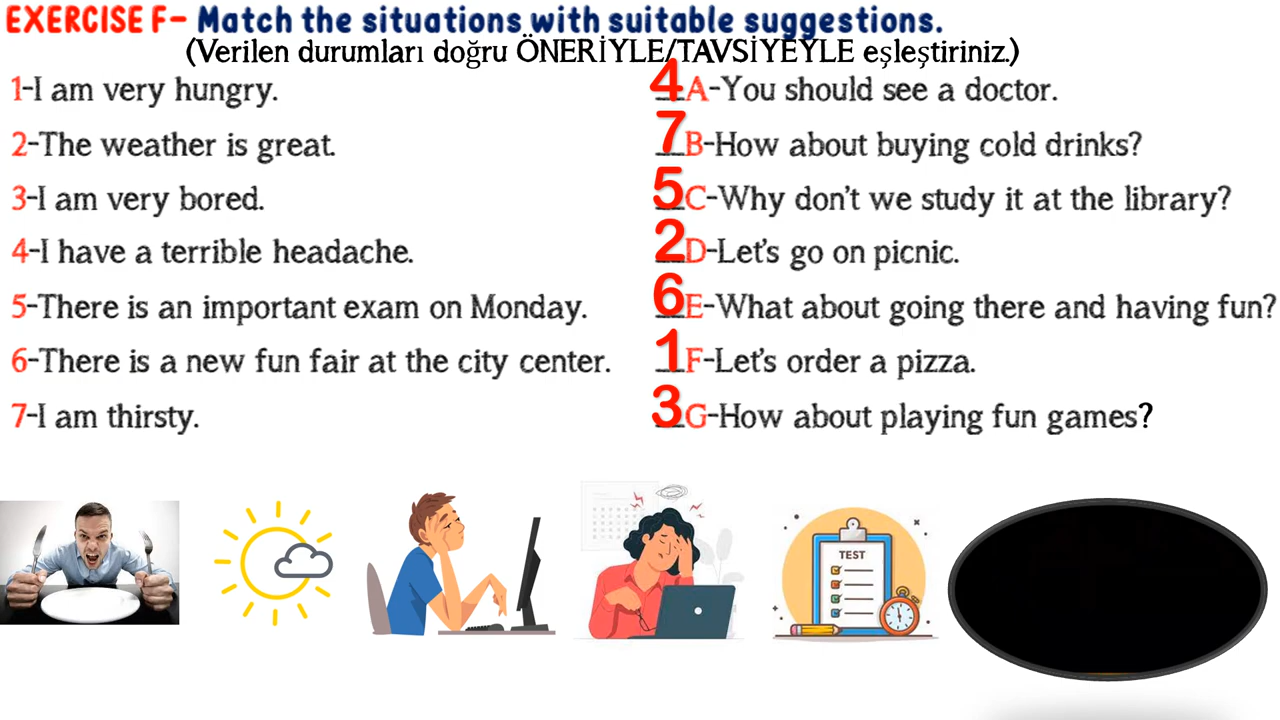 EXERCISE F- Match the situations with suitable suggestions.
(Verilen durumları doğru ÖNERİYLE/TAVSİYEYLE eşleştiriniz.)
1-I am very hungry.
2-The weather is great.
3-I am very bored.
4-I have a terrible headache.
5-There is an important exam on Monday.
6-There is a new fun fair at the city center.
7-I am thirsty.
4 A-You should see a doctor.
7 B-How about buying cold drinks?
5 C-Why don't we study it at the library?
2 D-Let's go on picnic.
6 E-What about going there and having fun?
1 F-Let's order a pizza.
3 G-How about playing fun games?
TEST